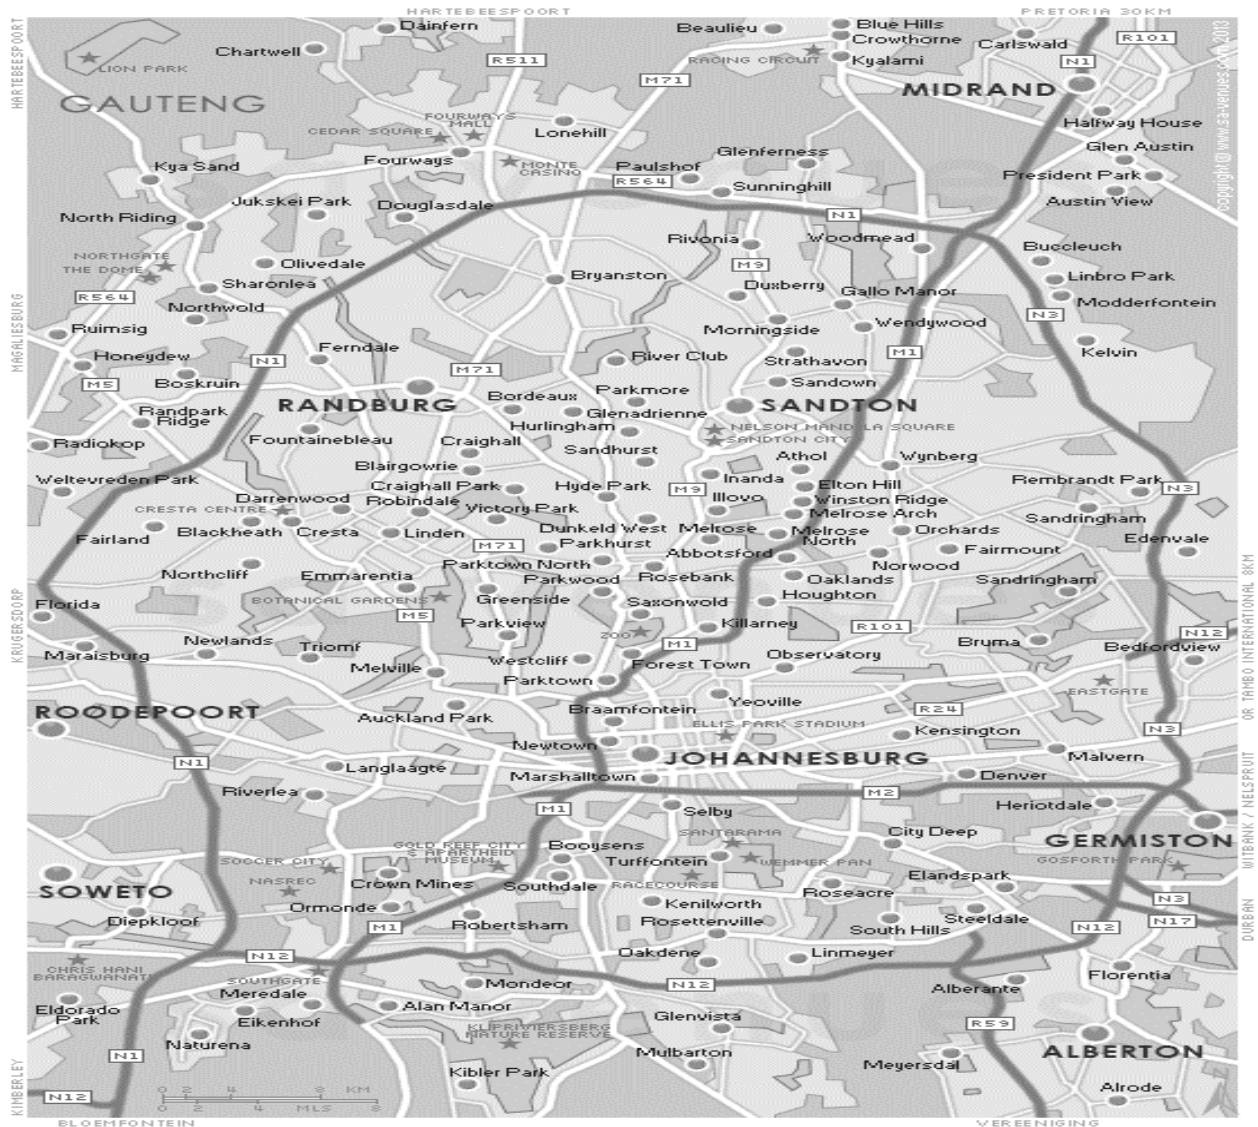 HARTEBEESPOORT
PRETORIA 30KM
HARTEBEESPOORT
Dainfern
Beaulieu
Blue Hills
Crowthorne
Carlswald
R101
Chartwell
R511
RACING CIRCUIT
Kyalami
N1
LION PARK
M71
MIDRAND
GAUTENG
FOURWAYS
MALL
CEDAR SQUARE
Lonehill
Halfway House
Glen Austin
Fourways
MONTE
CASINO
Paulshof
Glenferness
Kya Sand
R564
Sunninghill
President Park
Jukskei Park
Douglasdale
Austin View
North Riding
N1
copyright@ www.sa-venues.com 2013
Rivonia
Woodmead
Buccleuch
NORTHGATE
THE DOME
Olivedale
M9
Linbro Park
Sharonlea
Bryanston
Duxberry
Gallo Manor
Modderfontein
R564
Northwold
MAGALIESBURG
Ruimsig
Morningside
Wendywood
N3
Ferndale
River Club
Strathavon
M1
Kelvin
Honeydew
N1
M71
M5
Boskruin
Parkmore
Sandown
RANDBURG
Bordeaux
SANDTON
Randpark
Ridge
Glenadrienne
Hurlingham
NELSON MANDELA SQUARE
SANDTON CITY
Radiokop
Fountainebleau
Craighall
Sandhurst
Athol
Wynberg
Blairgowrie
Weltevreden Park
Craighall Park
Hyde Park
M9
Inanda
Elton Hill
Rembrandt Park
N3
Darrenwood
Robindale
Illovo
Winston Ridge
CRESTA CENTRE
Victory Park
Melrose Arch
Sandringham
Fairland
Blackheath
Cresta
Linden
Dunkeld West
Melrose
Melrose
North
Orchards
Edenvale
M71
Parkhurst
Abbotsford
Fairmount
Northcliff
Emmarentia
Parktown North
Parkwood
Rosebank
Oaklands
Norwood
Sandringham
BOTANICAL GARDENS
Greenside
Saxonwold
Houghton
Florida
M5
Parkview
ZOO
Killarney
R101
KRUGERSDORP
Maraisburg
Newlands
Triomf
M1
Bruma
N12
Bedfordview
OR TAMBO INTERNATIONAL 8KM
Melville
Westcliff
Forest Town
Observatory
Parktown
EASTGATE
ROODEPOORT
Auckland Park
Braamfontein
Yeoville
R24
ELLIS PARK STADIUM
Kensington
N3
Newtown
N1
Langlaagte
JOHANNESBURG
Malvern
Marshalltown
Denver
Riverlea
M1
M2
Selby
Heriotdale
WITBANK / NELSPRUIT
SANTARAMA
City Deep
GERMISTON
GOLD REEF CITY
& APARTHEID
MUSEUM
Booysens
Turffontein
WEMMER PAN
GOSFORTH PARK
SOCCER CITY
NASREC
Crown Mines
Southdale
RACECOURSE
Elandspark
SOWETO
Roseacre
Ormonde
Kenilworth
N3
Diepkloof
M1
Robertsham
Rosettenville
South Hills
Steeldale
N17
N12
DURBAN
N12
Oakdene
Linmeyer
CHRIS HANI
BARAGWANATH
SOUTHGATE
Florentia
Mondeor
N12
Alberante
Eldorado
Park
Meredale
Alan Manor
Eikenhof
Glenvista
R59
KLIPRIVIERSBERG
NATURE RESERVE
Naturena
ALBERTON
N1
Mulbarton
Meyersdal
Kibler Park
KIMBERLEY
Alrode
0 2 4 8 KM
0 2 4 MLS 8
N12
BLOEMFONTEIN
VEREENIGING